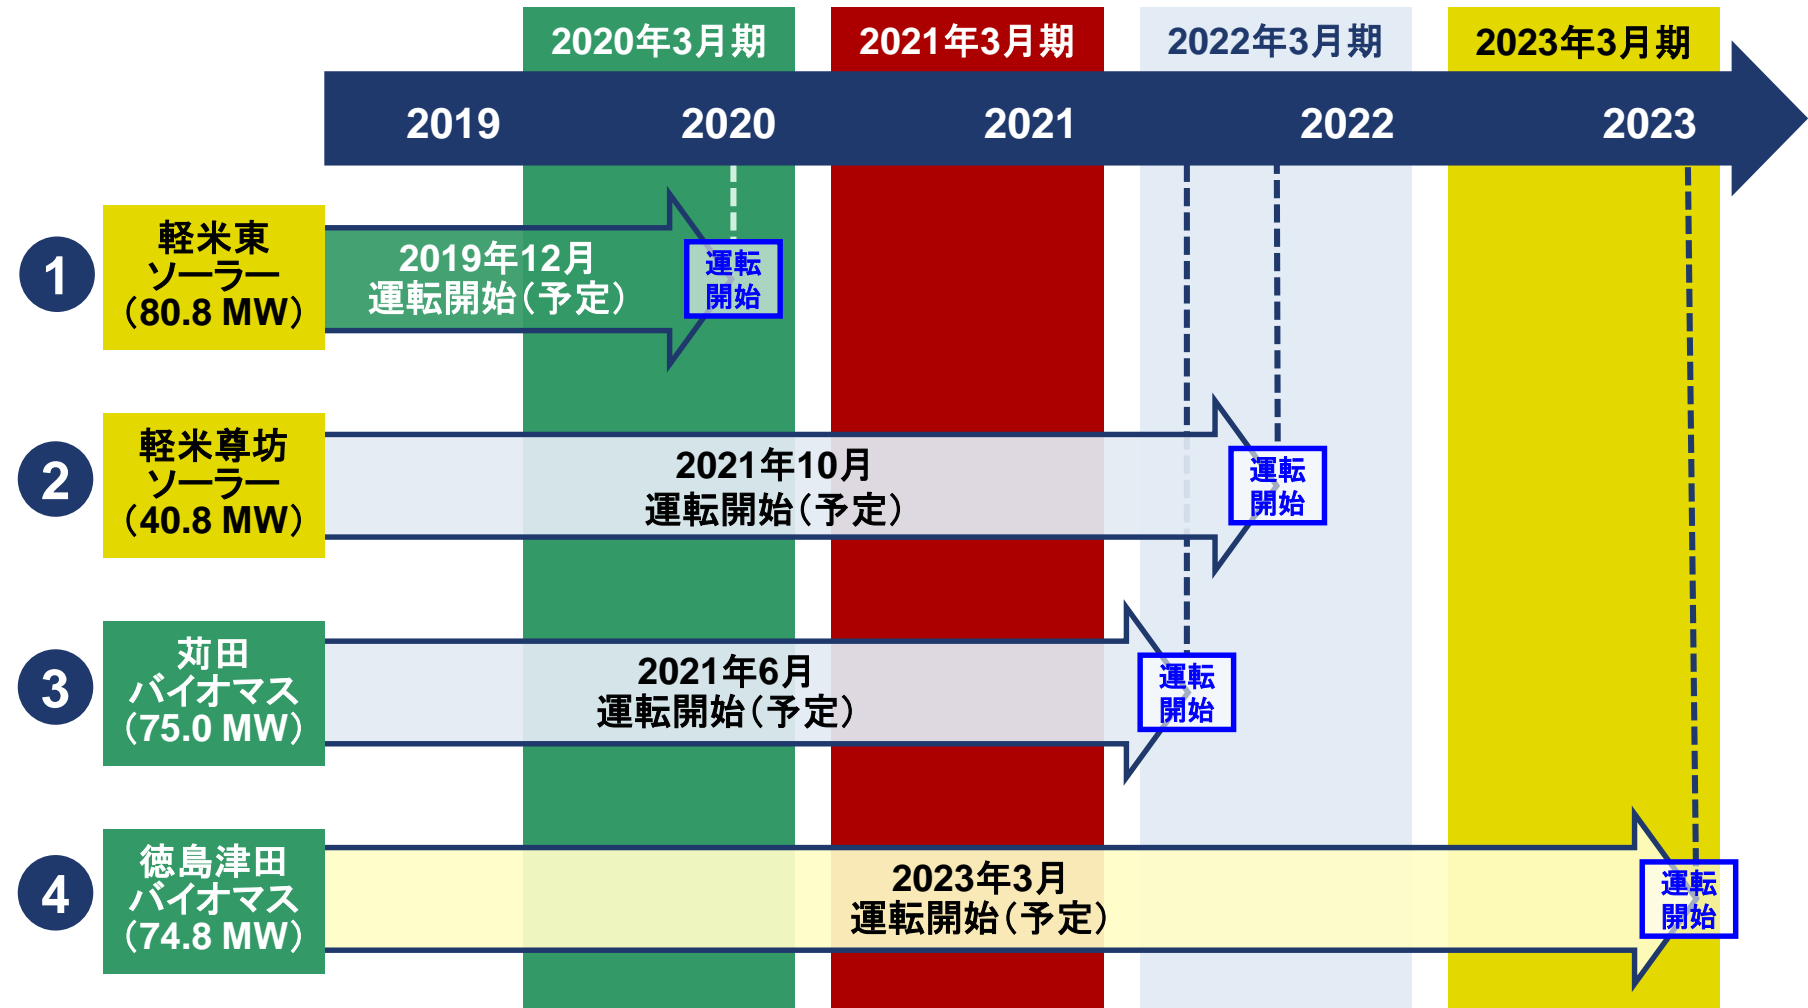 2020年3月期
2021年3月期
2022年3月期
2023年3月期
2019
2020
2021
2022
2023
1
軽米東
ソーラー
（80.8 MW）
2019年12月
運転開始（予定）
運転
開始
2
軽米尊坊
ソーラー
（40.8 MW）
2021年10月
運転開始（予定）
運転
開始
3
苅田
バイオマス
（75.0 MW）
2021年6月
運転開始（予定）
運転
開始
4
徳島津田
バイオマス
（74.8 MW）
2023年3月
運転開始（予定）
運転
開始